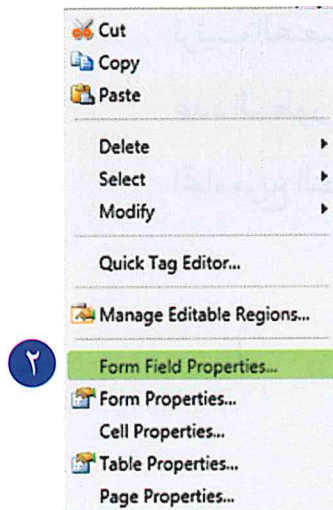 Cut
Copy
Paste
Delete
Select
Modify
Quick Tag Editor...
Manage Editable Regions...
٢ Form Field Properties...
Form Properties...
Cell Properties...
Table Properties...
Page Properties...